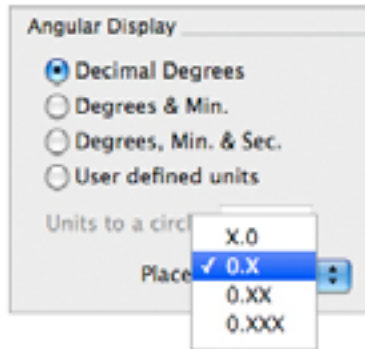 Angular Display
Decimal Degrees
Degrees & Min.
Degrees, Min. & Sec.
User defined units
Units to a circl
X.0
Place ✓ 0.X
0.XX
0.XXX